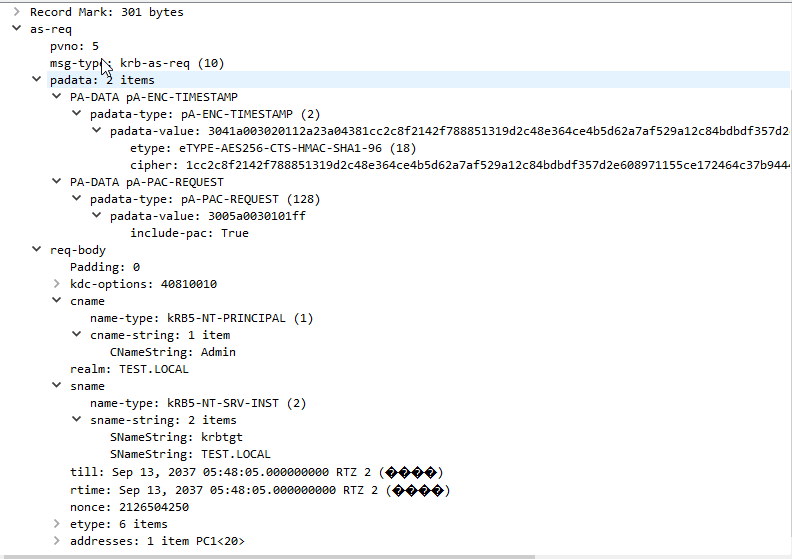 Record Mark: 301 bytes
as-req
pvno: 5
msg-type: krb-as-req (10)
padata: 2 items
PA-DATA pA-ENC-TIMESTAMP
padata-type: pA-ENC-TIMESTAMP (2)
padata-value: 3041a003020112a23a04381cc2c8f2142f788851319d2c48e364ce4b5d62a7af529a12c84bdbdf357d2
etype: eTYPE-AES256-CTS-HMAC-SHA1-96 (18)
cipher: 1cc2c8f2142f788851319d2c48e364ce4b5d62a7af529a12c84bdbdf357d2e608971155ce172464c37b944
PA-DATA pA-PAC-REQUEST
padata-type: pA-PAC-REQUEST (128)
padata-value: 3005a0030101ff
include-pac: True
req-body
Padding: 0
kdc-options: 40810010
cname
name-type: kRB5-NT-PRINCIPAL (1)
cname-string: 1 item
CNameString: Admin
realm: TEST.LOCAL
sname
name-type: kRB5-NT-SRV-INST (2)
sname-string: 2 items
SNameString: krbtgt
SNameString: TEST.LOCAL
till: Sep 13, 2037 05:48:05.000000000 RTZ 2 (����)
rtime: Sep 13, 2037 05:48:05.000000000 RTZ 2 (����)
nonce: 2126504250
etype: 6 items
addresses: 1 item PC1<20>